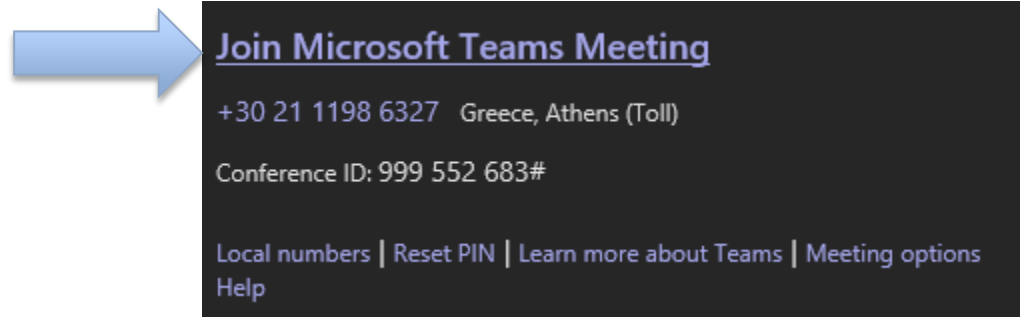 Join Microsoft Teams Meeting
+30 21 1198 6327 Greece, Athens (Toll)
Conference ID: 999 552 683#
Local numbers | Reset PIN | Learn more about Teams | Meeting options
Help